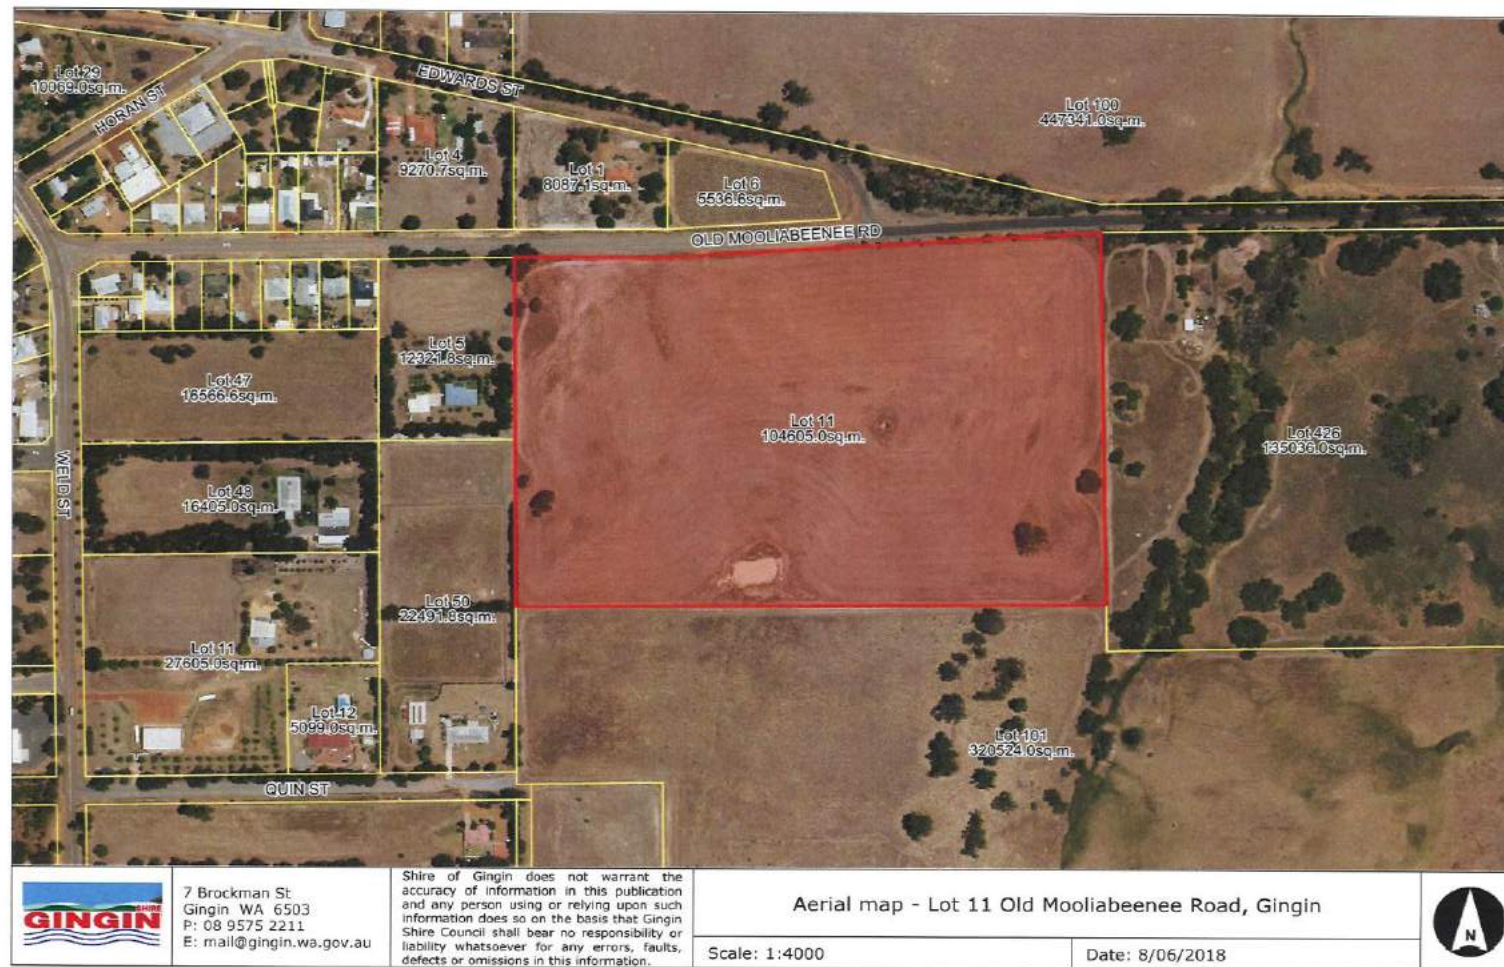 Lot 29
10069.0sq.m.
HORAN ST
EDWARDS ST
Lot 100
447341.0sq.m.
Lot 4
9270.7sq.m.
Lot 1
8087.1sq.m.
Lot 6
5536.6sq.m.
OLD MOOLIABEENEE RD
Lot 5
12321.8sq.m.
Lot 47
16566.6sq.m.
Lot 11
104605.0sq.m.
Lot 426
135036.0sq.m.
WELD ST
Lot 48
16405.0sq.m.
Lot 50
22491.8sq.m.
Lot 11
27605.0sq.m.
Lot 12
5099.0sq.m.
Lot 101
320524.0sq.m.
QUIN ST
SHIRE
GINGIN
7 Brockman St
Gingin WA 6503
P: 08 9575 2211
E: mail@gingin.wa.gov.au
Shire of Gingin does not warrant the
accuracy of information in this publication
and any person using or relying upon such
information does so on the basis that Gingin
Shire Council shall bear no responsibility or
liability whatsoever for any errors, faults,
defects or omissions in this information.
Aerial map - Lot 11 Old Mooliabeenee Road, Gingin
Scale: 1:4000
Date: 8/06/2018
N